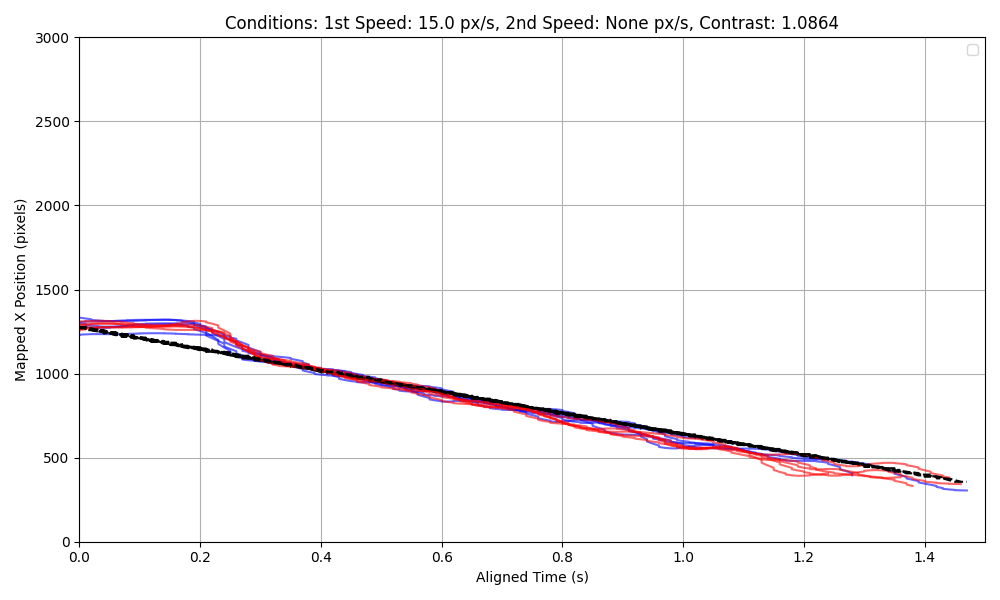 Conditions: 1st Speed: 15.0 px/s, 2nd Speed: None px/s, Contrast: 1.0864
3000
2500
2000
1500
1000
500
0
Mapped X Position (pixels)
0.0 0.2 0.4 0.6 0.8 1.0 1.2 1.4
Aligned Time (s)